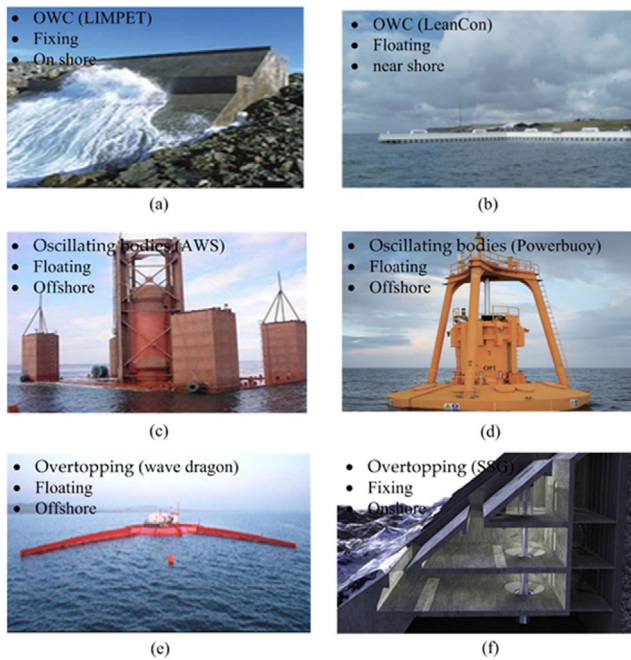 • OWC (LIMPET)
• Fixing
• On shore
(a)
• OWC (LeanCon)
• Floating
• near shore
(b)
• Oscillating bodies (AWS)
• Floating
• Offshore
(c)
• Oscillating bodies (Powerbuoy)
• Floating
• Offshore
OPT
(d)
• Overtopping (wave dragon)
• Floating
• Offshore
(e)
• Overtopping (SSG)
• Fixing
• Onshore
(f)